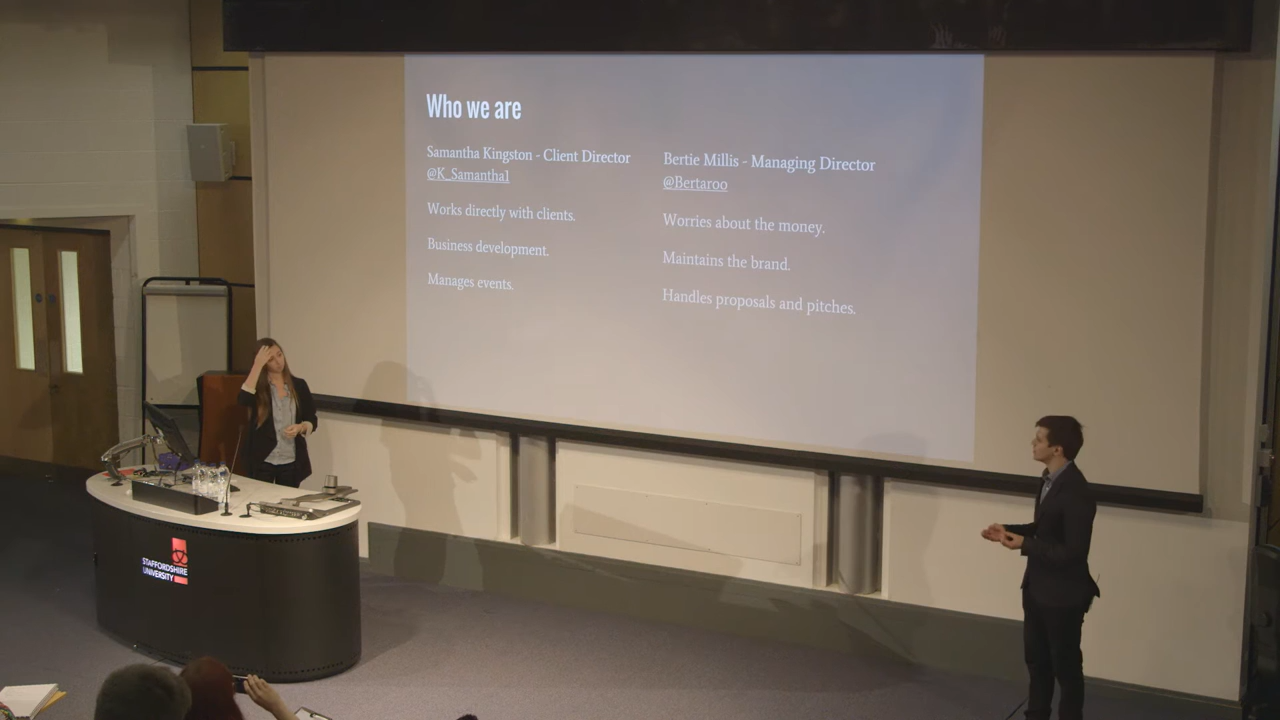 Who we are
Samantha Kingston - Client Director
@K_Samantha1
Works directly with clients.
Business development.
Manages events.
Bertie Millis - Managing Director
@Bertaroo
Worries about the money.
Maintains the brand.
Handles proposals and pitches.
STAFFORDSHIRE
UNIVERSITY